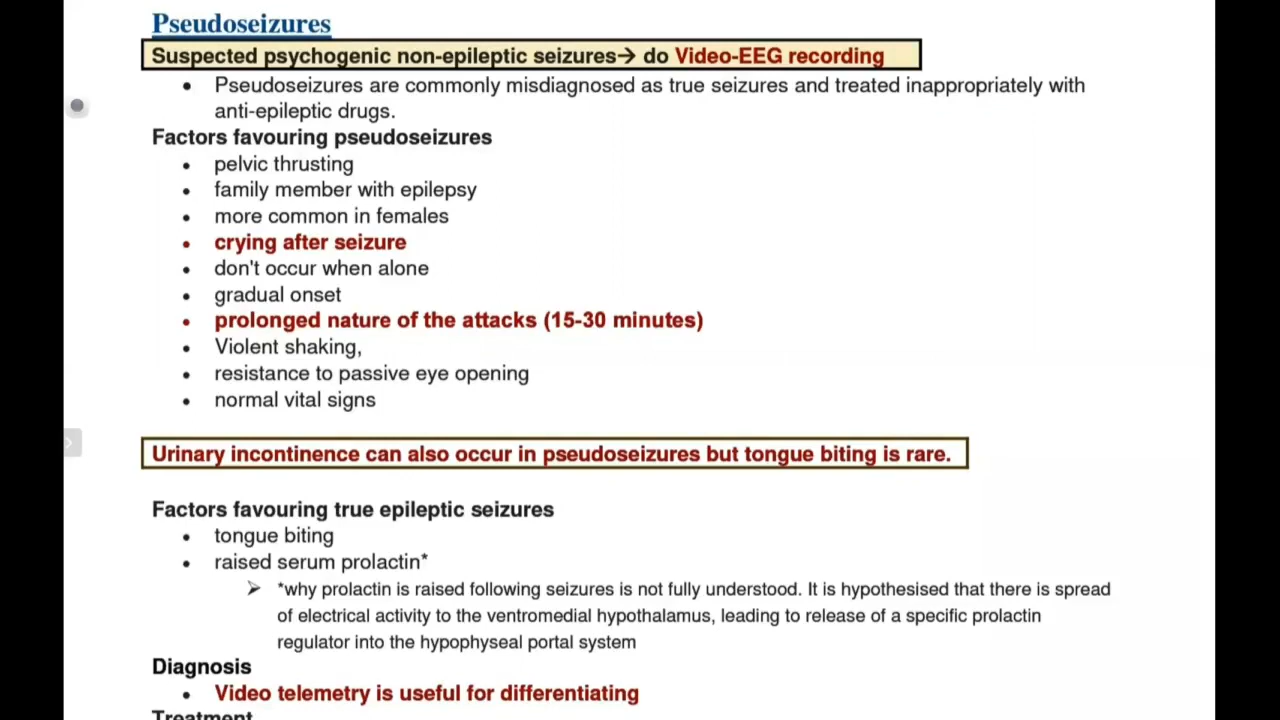 Pseudoseizures
Suspected psychogenic non-epileptic seizures→ do Video-EEG recording
• Pseudoseizures are commonly misdiagnosed as true seizures and treated inappropriately with
anti-epileptic drugs.
Factors favouring pseudoseizures
• pelvic thrusting
• family member with epilepsy
• more common in females
• crying after seizure
• don't occur when alone
• gradual onset
• prolonged nature of the attacks (15-30 minutes)
• Violent shaking,
• resistance to passive eye opening
• normal vital signs
Urinary incontinence can also occur in pseudoseizures but tongue biting is rare.
Factors favouring true epileptic seizures
• tongue biting
• raised serum prolactin*
➢ *why prolactin is raised following seizures is not fully understood. It is hypothesised that there is spread
of electrical activity to the ventromedial hypothalamus, leading to release of a specific prolactin
regulator into the hypophyseal portal system
Diagnosis
• Video telemetry is useful for differentiating
Treatment